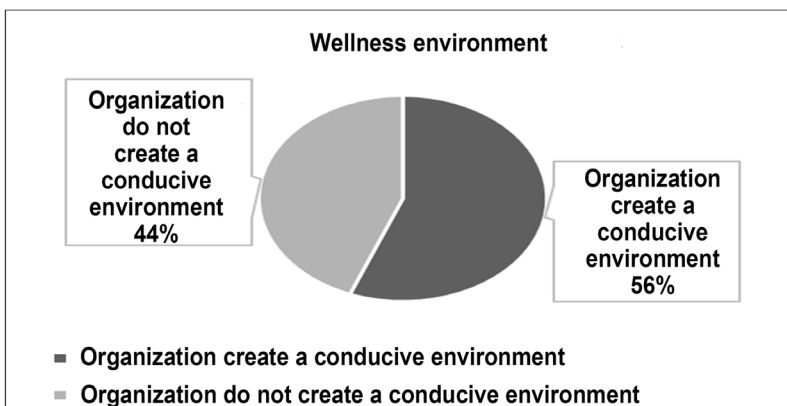 Wellness environment
Organization
do not
create a
conducive
environment
44%
Organization
create a
conducive
environment
56%
Organization create a conducive environment
Organization do not create a conducive environment